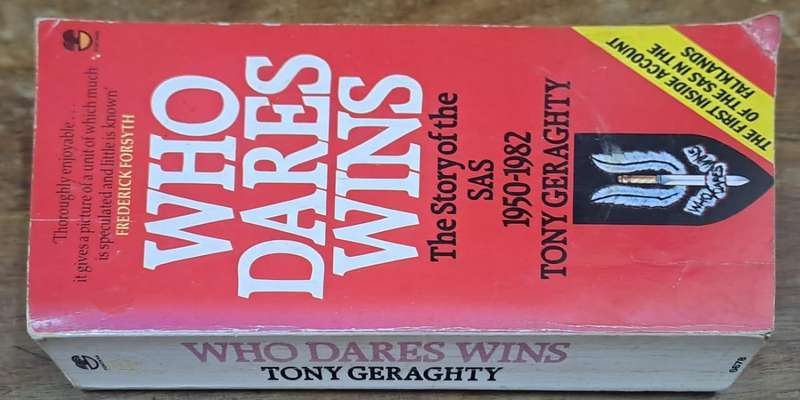 'Thoroughly enjoyable . . .
it gives a picture of a unit of which much
is speculated and little is known'
FREDERICK FORSYTH
WHO
DARES
WINS
The Story of the
SAS
1950-1982
TONY GERAGHTY
THE FIRST INSIDE ACCOUNT
OF THE SAS IN THE
FALKLANDS
WHO DARES WINS
WHO DARES WINS
TONY GERAGHTY